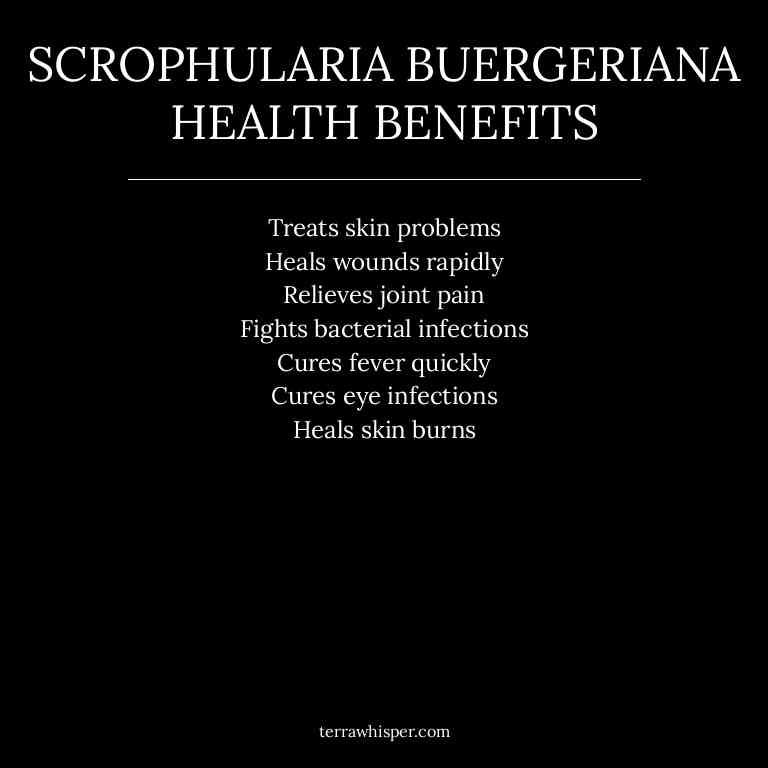 SCROPHULARIA BUERGERIANA
HEALTH BENEFITS
Treats skin problems
Heals wounds rapidly
Relieves joint pain
Fights bacterial infections
Cures fever quickly
Cures eye infections
Heals skin burns
terrawhisper.com